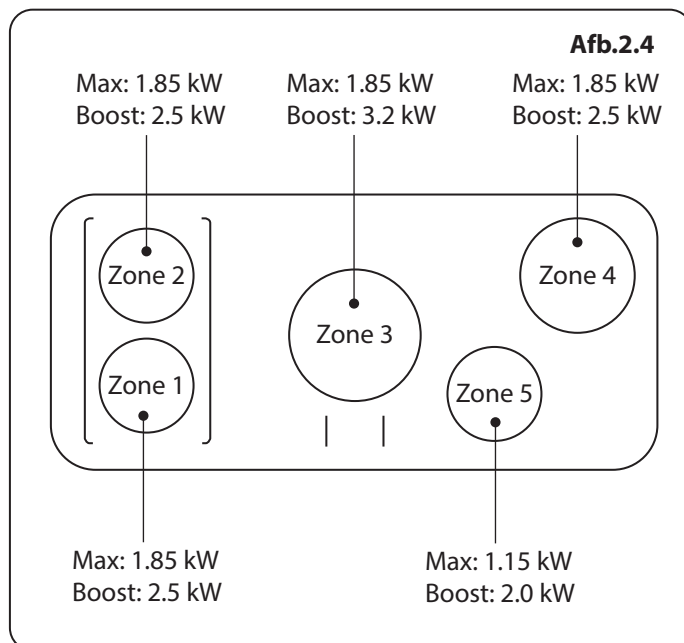 Afb.2.4
Max: 1.85 kW
Boost: 2.5 kW
Max: 1.85 kW
Boost: 3.2 kW
Max: 1.85 kW
Boost: 2.5 kW
Zone 2
Zone 4
Zone 3
Zone 1
Zone 5
Max: 1.85 kW
Boost: 2.5 kW
Max: 1.15 kW
Boost: 2.0 kW